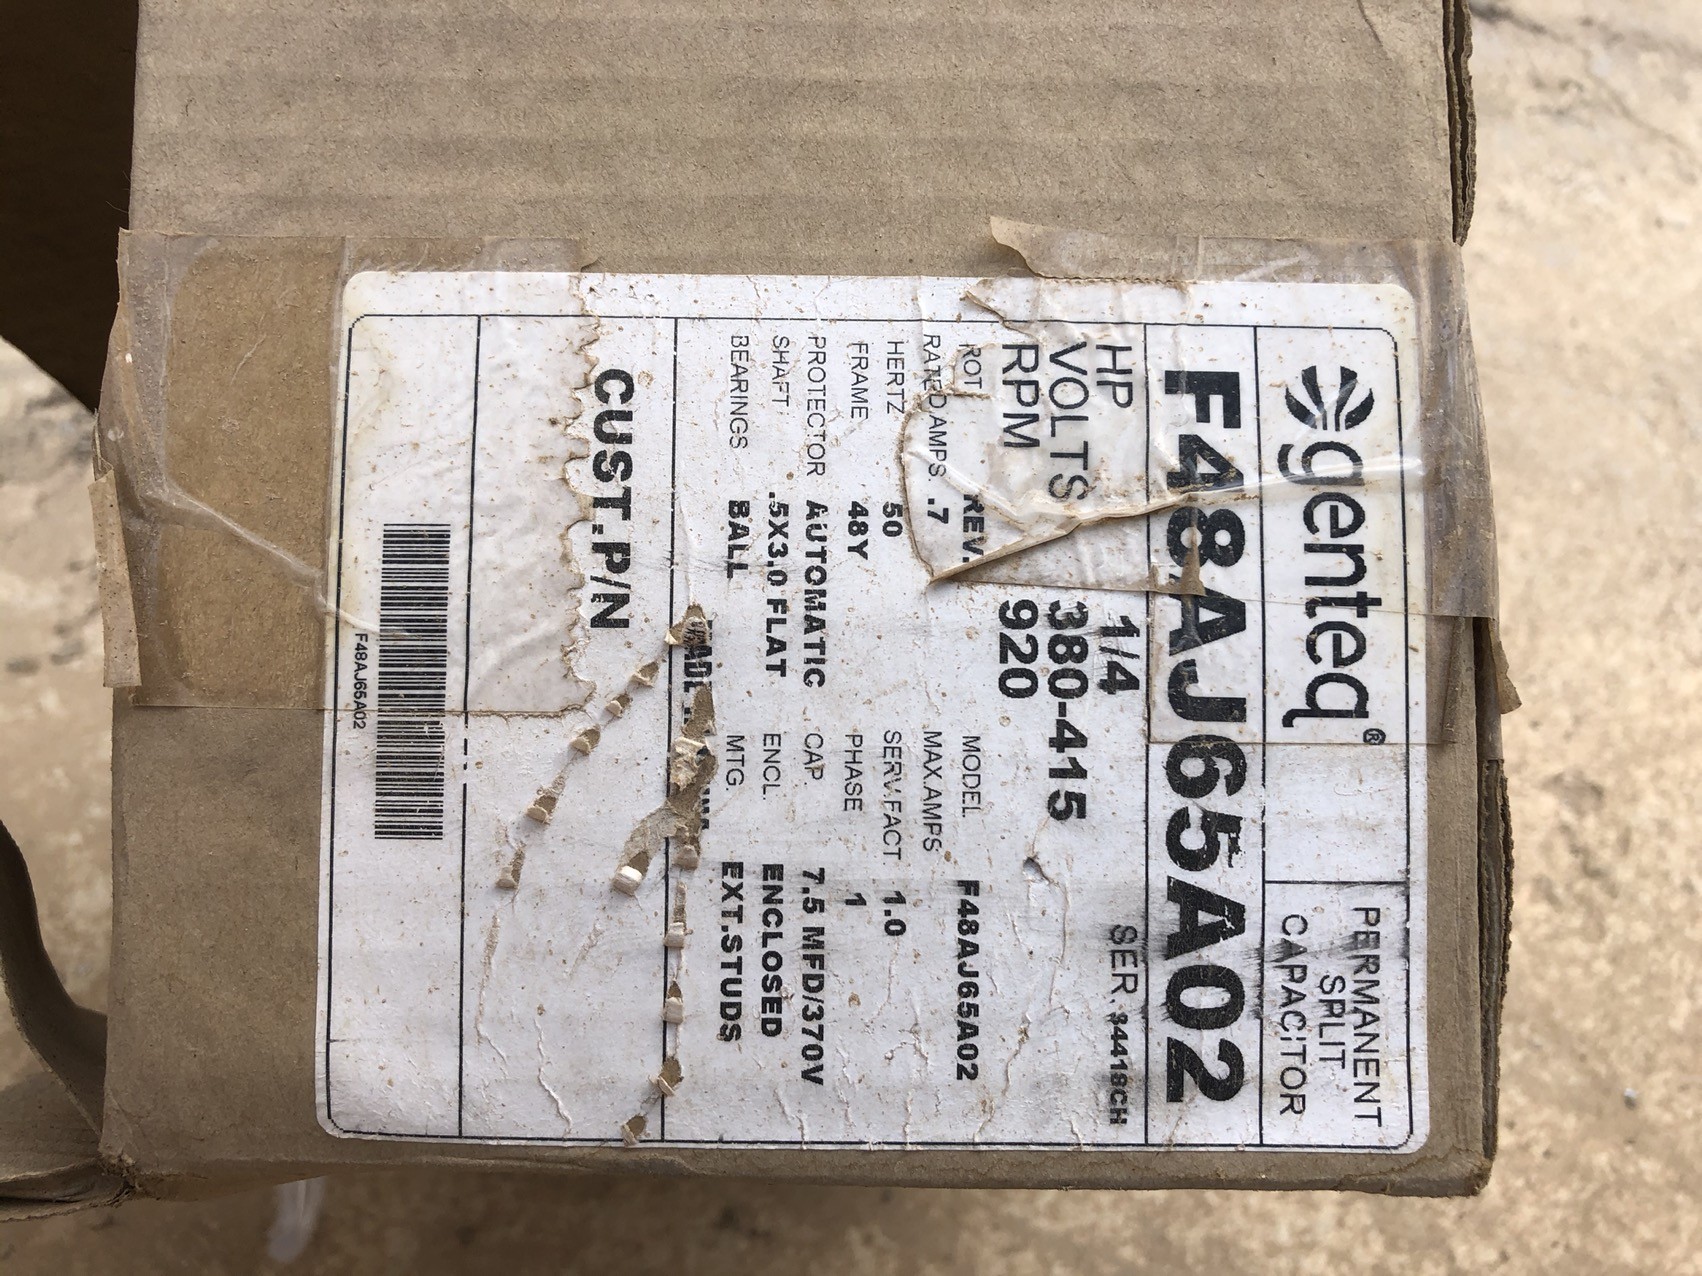 genteq®
PERMANENT
SPLIT
CAPACITOR
F48AJ65A02
HP 1/4 SER. 34418CH
VOLTS 380-415
RPM 920
ROT REV. MODEL F48AJ65A02
RATED AMPS .7 MAX.AMPS
HERTZ 50 SERV.FACT 1.0
FRAME 48Y PHASE 1
PROTECTOR AUTOMATIC CAP. 7.5 MFD/370V
SHAFT .5X3.0 FLAT ENCL. ENCLOSED
BEARINGS BALL MTG. EXT.STUDS
MADE
CUST.P/N
F48AJ65A02